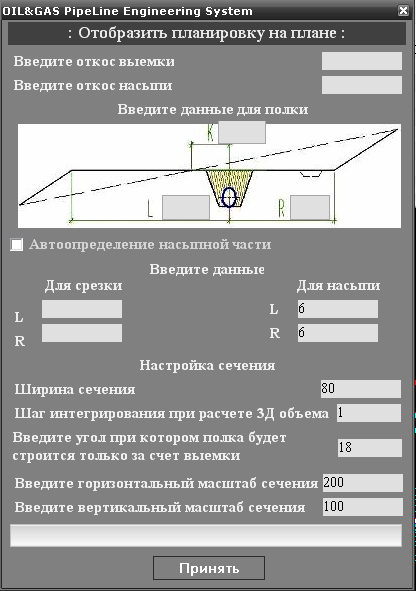 OIL&GAS PipeLine Engineering System
: Отобразить планировку на плане :
Введите откос выемки
Введите откос насыпи
Введите данные для полки
K
L
R
Автоопределение насыпной части
Введите данные
Для срезки Для насыпи
L L 6
R R 6
Настройка сечения
Ширина сечения 80
Шаг интегрирования при расчете 3Д объема 1
Введите угол при котором полка будет
строится только за счет выемки 18
Введите горизонтальный масштаб сечения 200
Введите вертикальный масштаб сечения 100
Принять